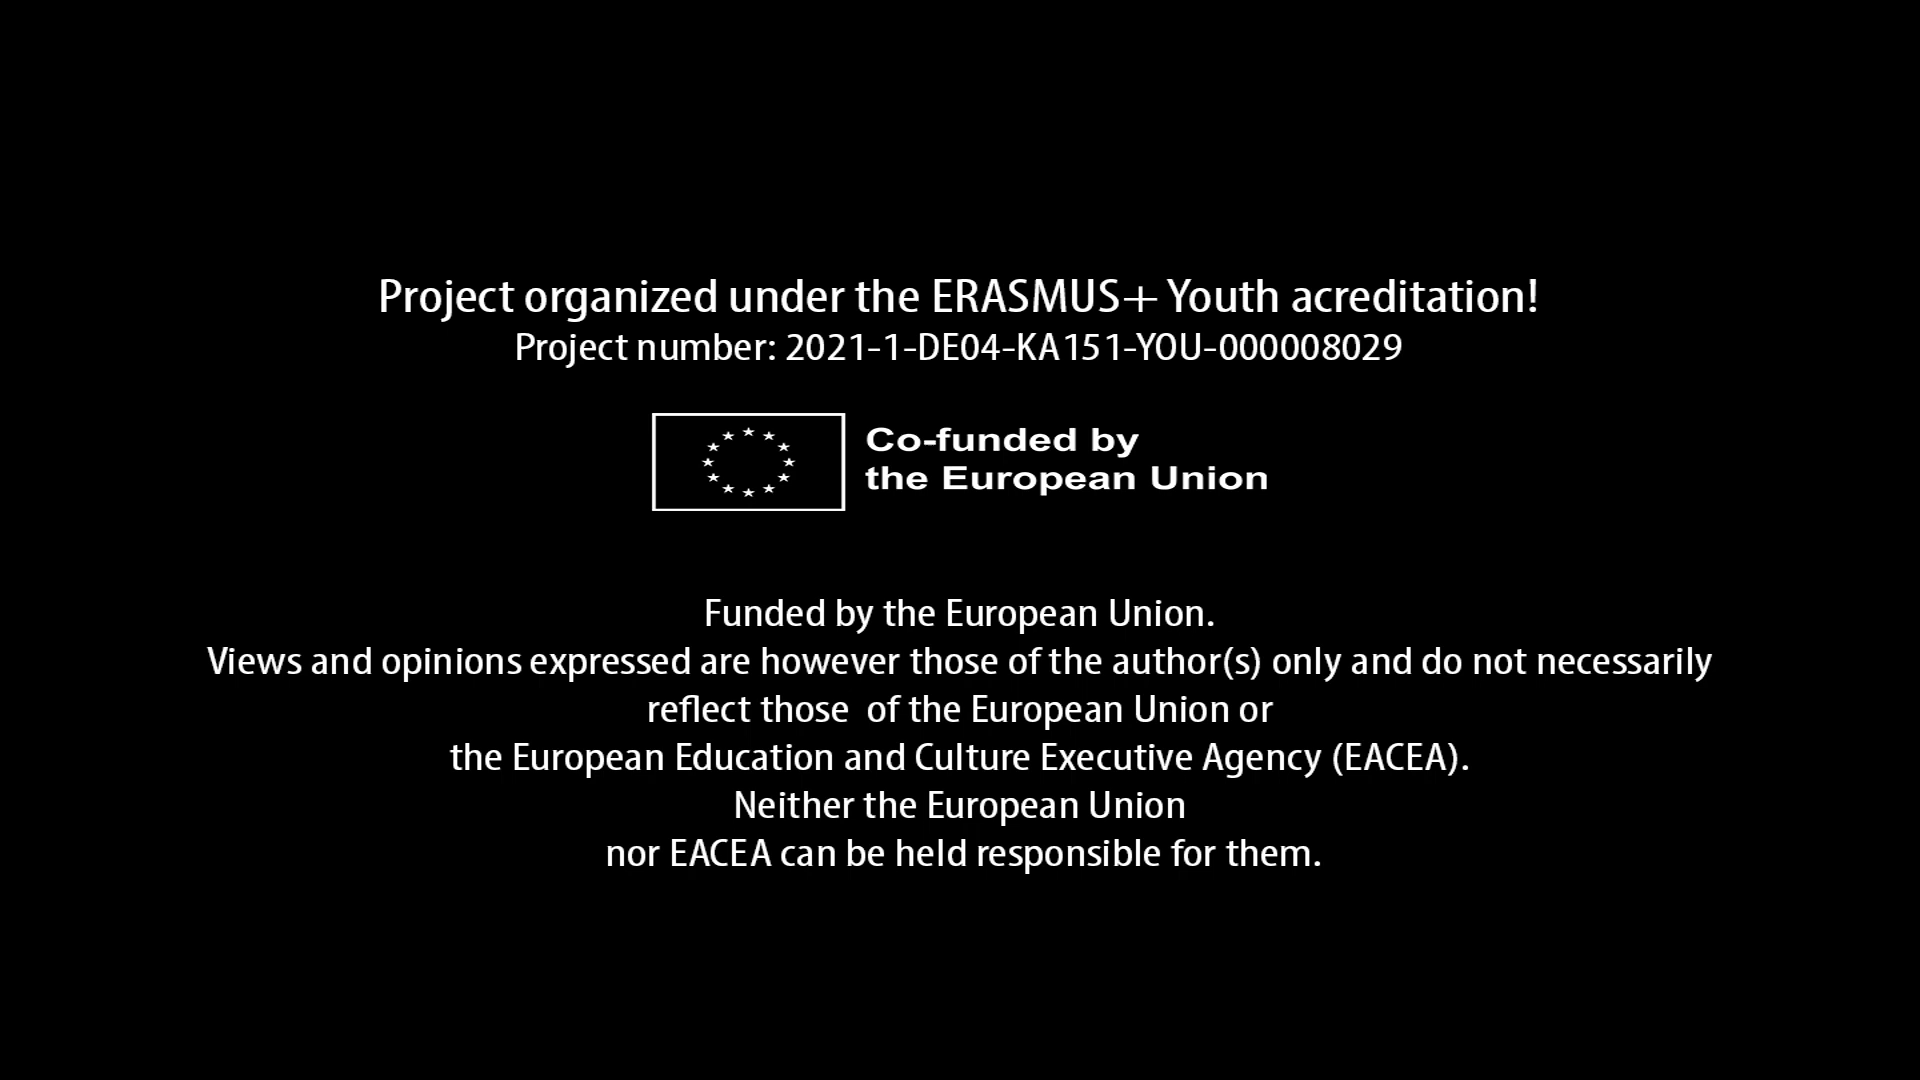 Project organized under the ERASMUS+ Youth acreditation!
Project number: 2021-1-DE04-KA151-YOU-000008029
Co-funded by
the European Union
Funded by the European Union.
Views and opinions expressed are however those of the author(s) only and do not necessarily
reflect those  of the European Union or
the European Education and Culture Executive Agency (EACEA).
Neither the European Union
nor EACEA can be held responsible for them.